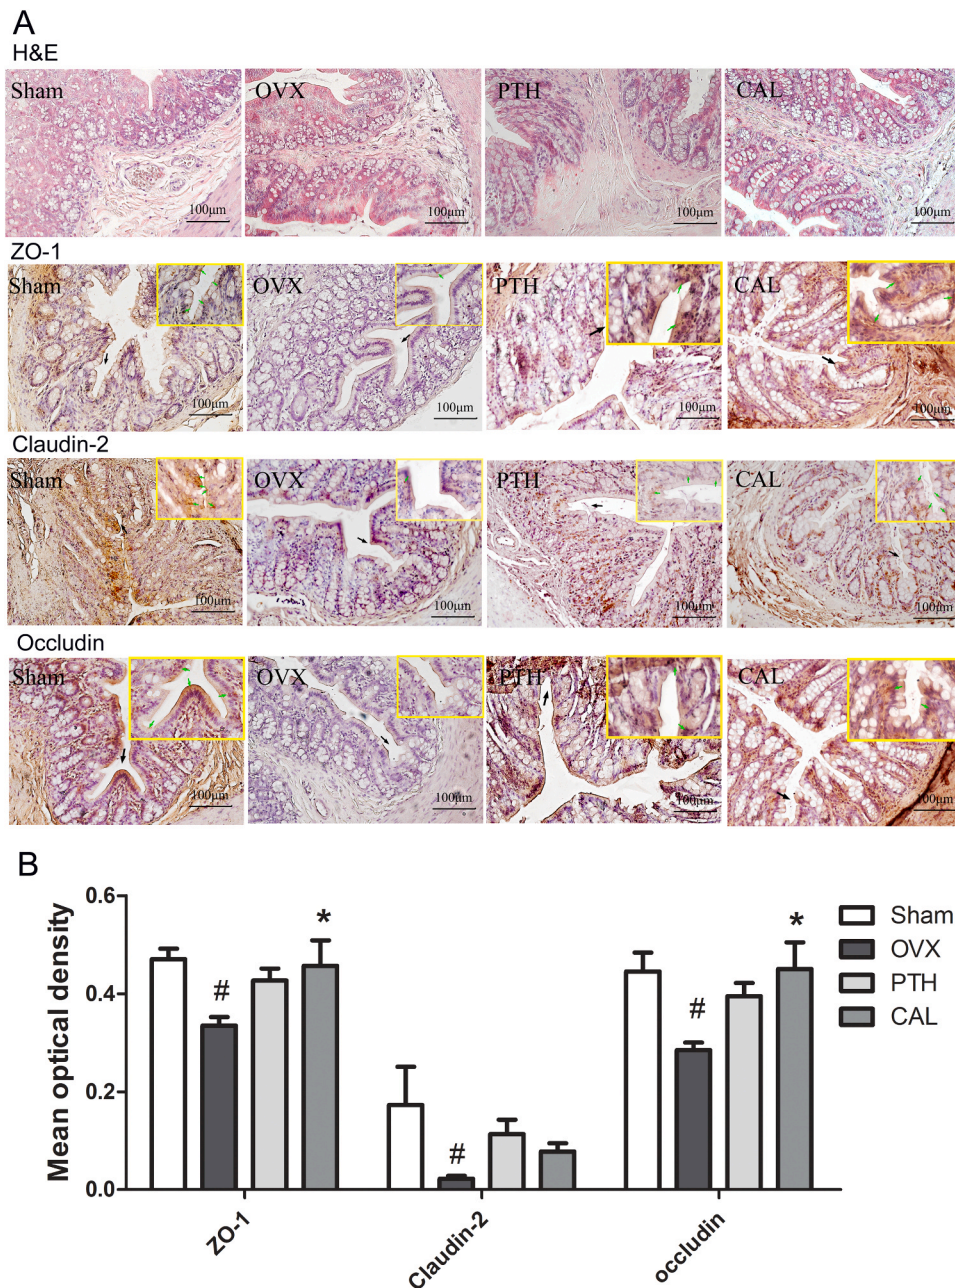 A
H&E
Sham OVX PTH CAL
100μm 100μm 100μm 100μm
ZO-1
Sham OVX PTH CAL
100μm 100μm 100μm 100μm
Claudin-2
Sham OVX PTH CAL
100μm 100μm 100μm 100μm
Occludin
Sham OVX PTH CAL
100μm 100μm 100μm 100μm
B
Mean optical density
0.6
0.4
0.2
0.0
# * # # *
Sham
OVX
PTH
CAL
ZO-1 Claudin-2 occludin